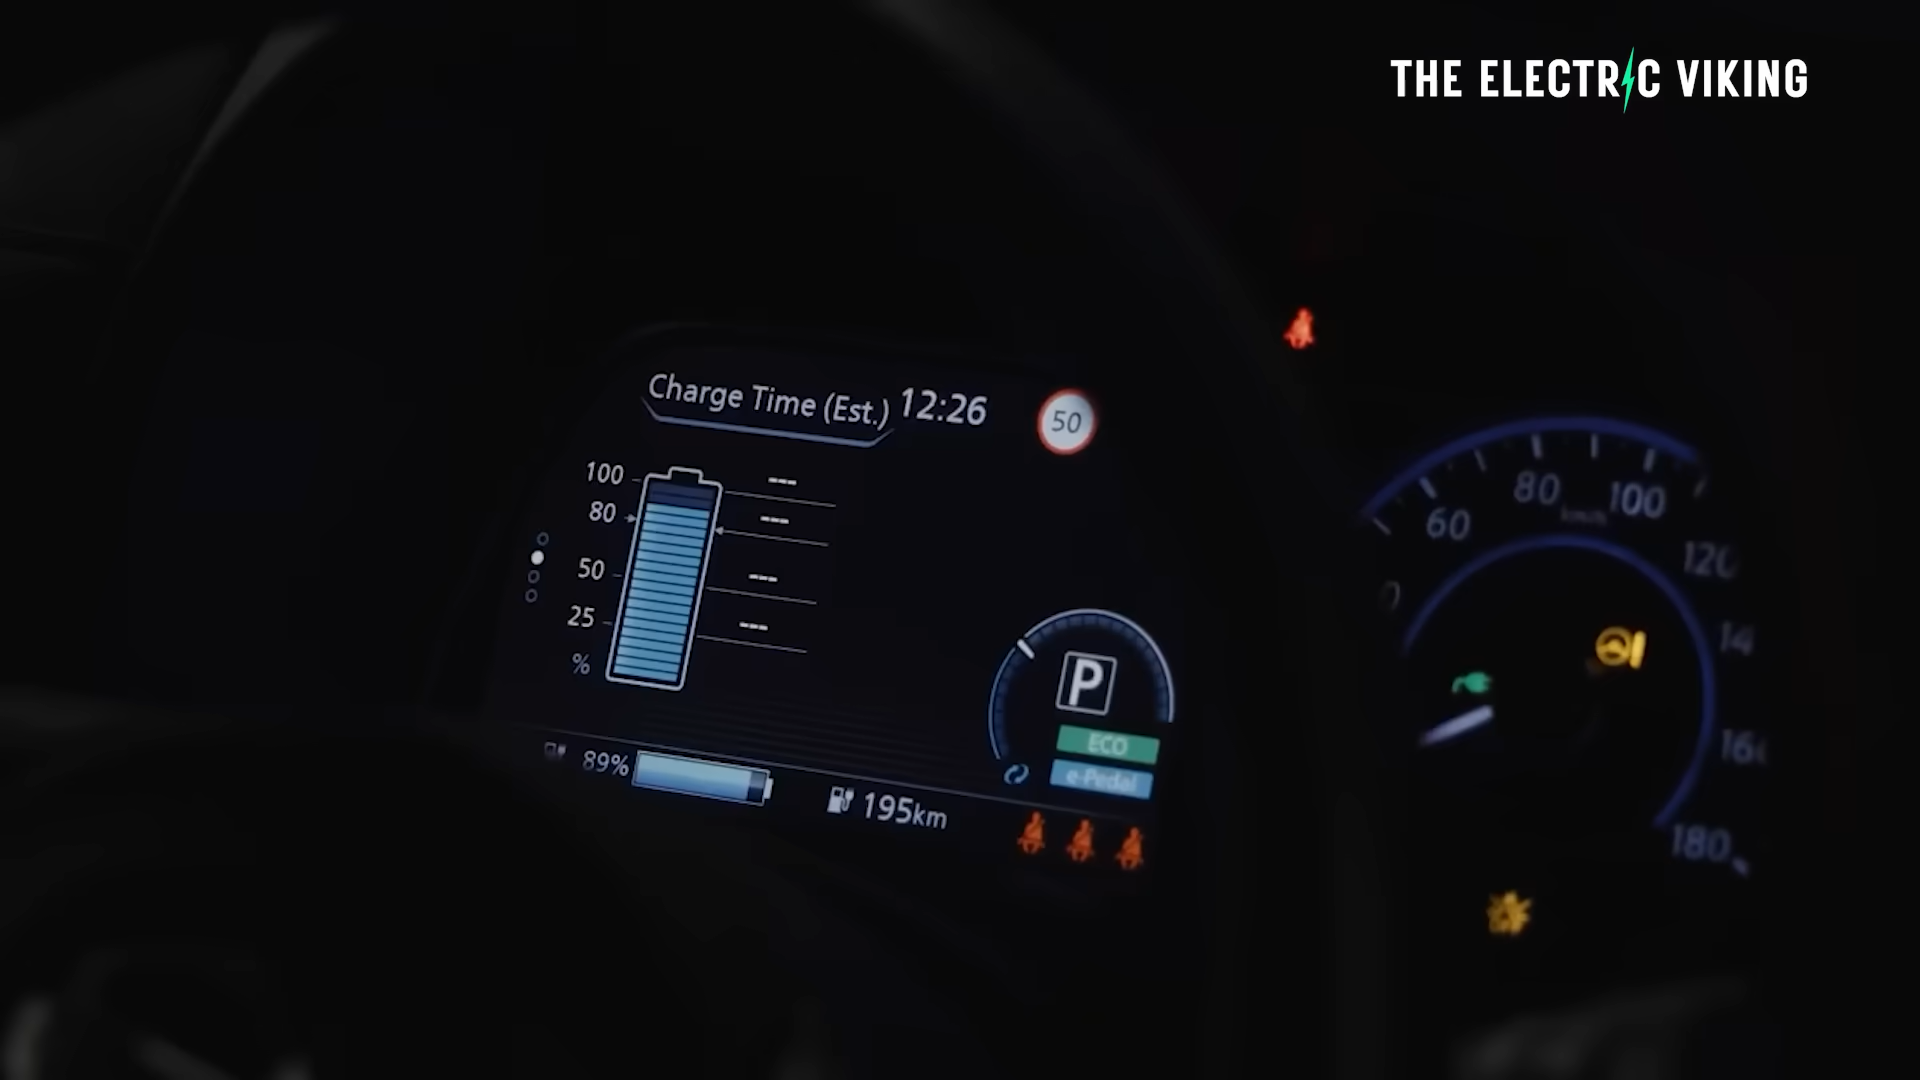 THE ELECTRIC VIKING
Charge Time (Est.) 12:26
50
100 ---
80 ---
50 ---
25 ---
%
P
ECO
e-Pedal
89%
195km
60
80
100
km/h
120
180